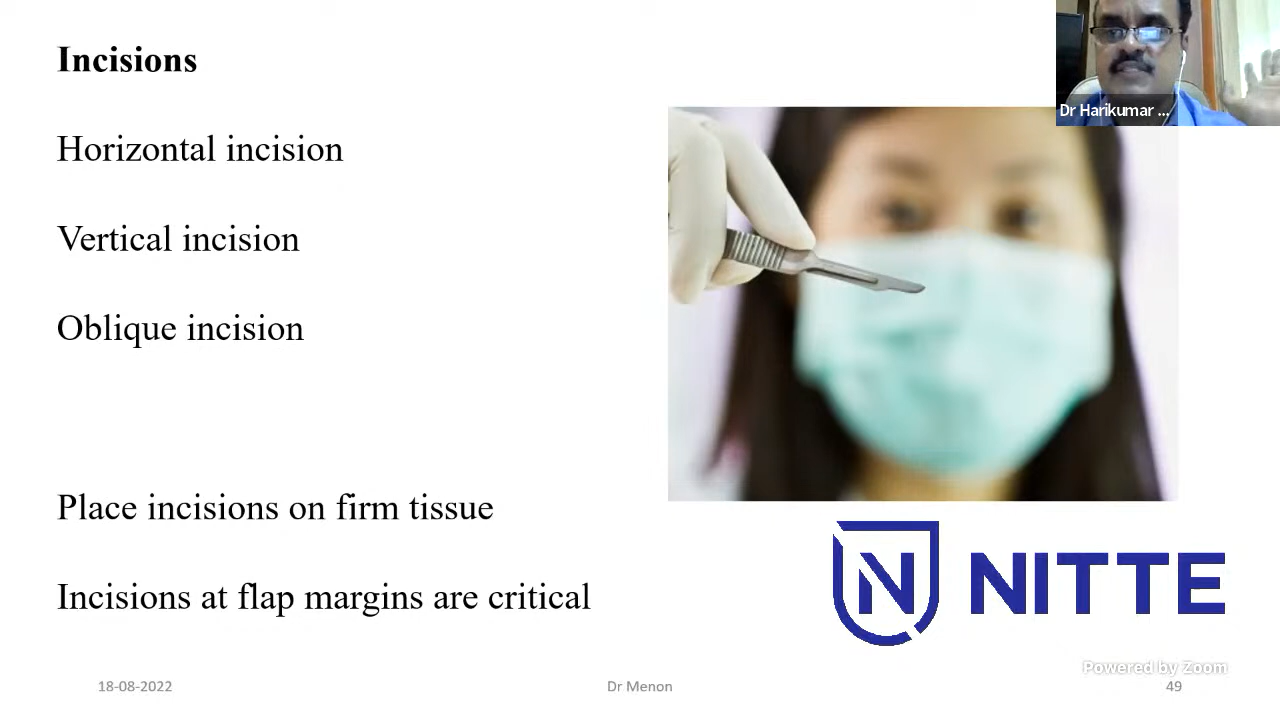 Incisions
Horizontal incision
Vertical incision
Oblique incision
Place incisions on firm tissue
Incisions at flap margins are critical
Dr Harikumar ...
N NITTE
Powered by Zoom
18-08-2022
Dr Menon
49